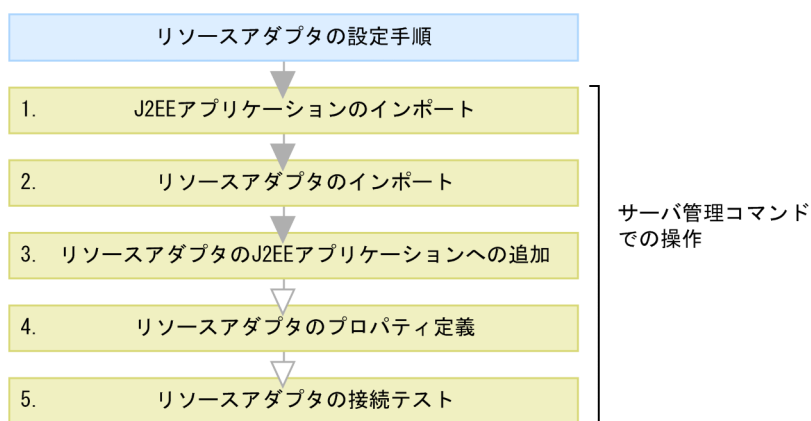 リソースアダプタの設定手順
1. J2EEアプリケーションのインポート
2. リソースアダプタのインポート
3. リソースアダプタのJ2EEアプリケーションへの追加
4. リソースアダプタのプロパティ定義
5. リソースアダプタの接続テスト
サーバ管理コマンド
での操作